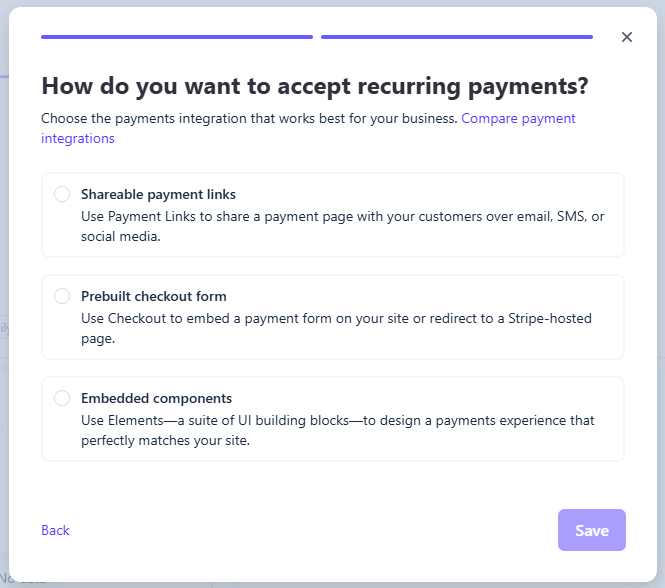 How do you want to accept recurring payments?
Choose the payments integration that works best for your business. Compare payment
integrations
Shareable payment links
Use Payment Links to share a payment page with your customers over email, SMS, or
social media.
Prebuilt checkout form
Use Checkout to embed a payment form on your site or redirect to a Stripe-hosted
page.
Embedded components
Use Elements—a suite of UI building blocks—to design a payments experience that
perfectly matches your site.
Back
Save